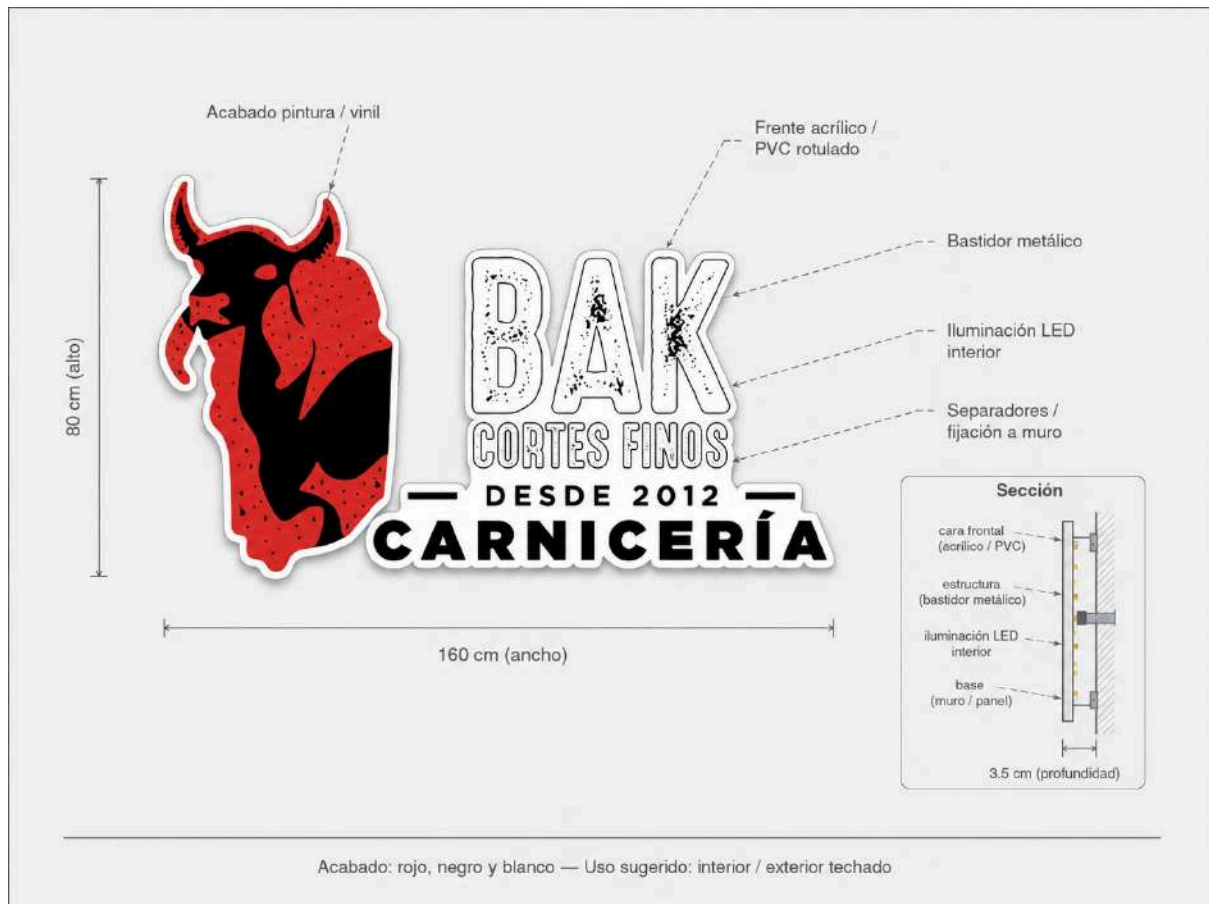 Acabado pintura / vinil
Frente acrílico /
PVC rotulado
Bastidor metálico
Iluminación LED
interior
Separadores /
fijación a muro
80 cm (alto)
BAK
CORTES FINOS
DESDE 2012
CARNICERÍA
160 cm (ancho)
Sección
cara frontal
(acrílico / PVC)
estructura
(bastidor metálico)
iluminación LED
interior
base
(muro / panel)
3.5 cm (profundidad)
Acabado: rojo, negro y blanco — Uso sugerido: interior / exterior techado